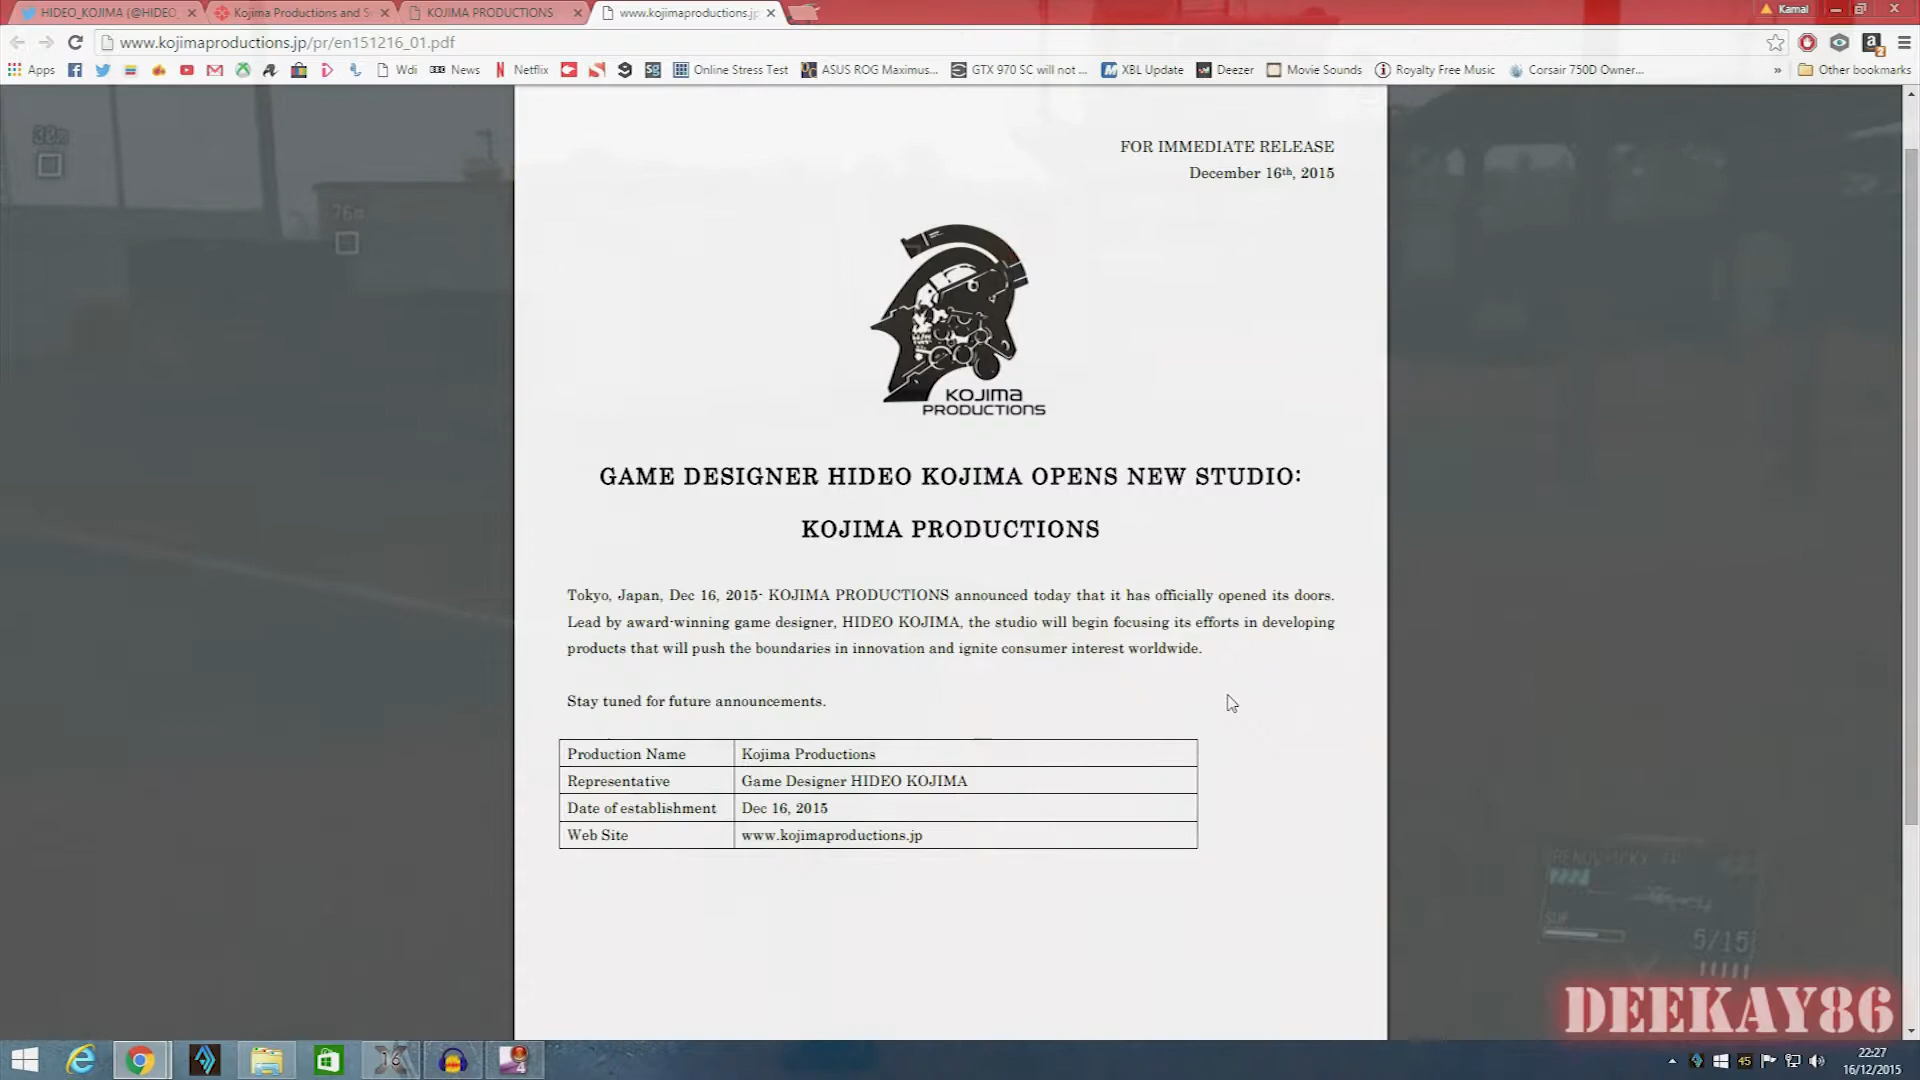 HIDEO_KOJIMA (@HIDEO_
Kojima Productions and S
KOJIMA PRODUCTIONS
www.kojimaproductions.jp
Kamal
www.kojimaproductions.jp/pr/en151216_01.pdf
Apps
Wdi
BBC News
Netflix
Online Stress Test
ASUS ROG Maximus...
GTX 970 SC will not ...
XBL Update
Deezer
Movie Sounds
Royalty Free Music
Corsair 750D Owner...
»
Other bookmarks
76m
FOR IMMEDIATE RELEASE
December 16th, 2015
KOJIMA
PRODUCTIONS
GAME DESIGNER HIDEO KOJIMA OPENS NEW STUDIO:
KOJIMA PRODUCTIONS
Tokyo, Japan, Dec 16, 2015- KOJIMA PRODUCTIONS announced today that it has officially opened its doors.
Lead by award-winning game designer, HIDEO KOJIMA, the studio will begin focusing its efforts in developing
products that will push the boundaries in innovation and ignite consumer interest worldwide.
Stay tuned for future announcements.
Production Name Kojima Productions
Representative Game Designer HIDEO KOJIMA
Date of establishment Dec 16, 2015
Web Site www.kojimaproductions.jp
SUP
5/15
DEEKAY86
45
22:27
16/12/2015